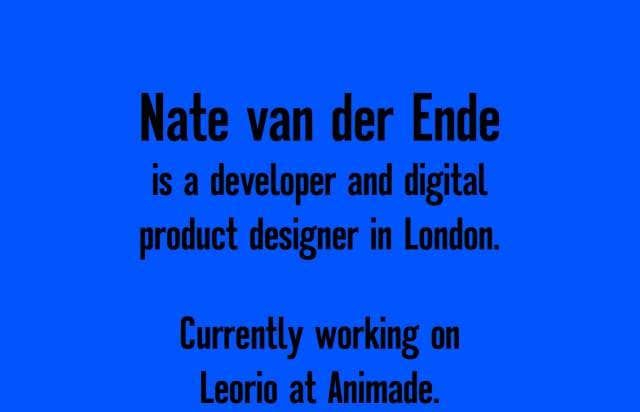 Nate van der Ende
is a developer and digital
product designer in London.
Currently working on
Leorio at Animade.